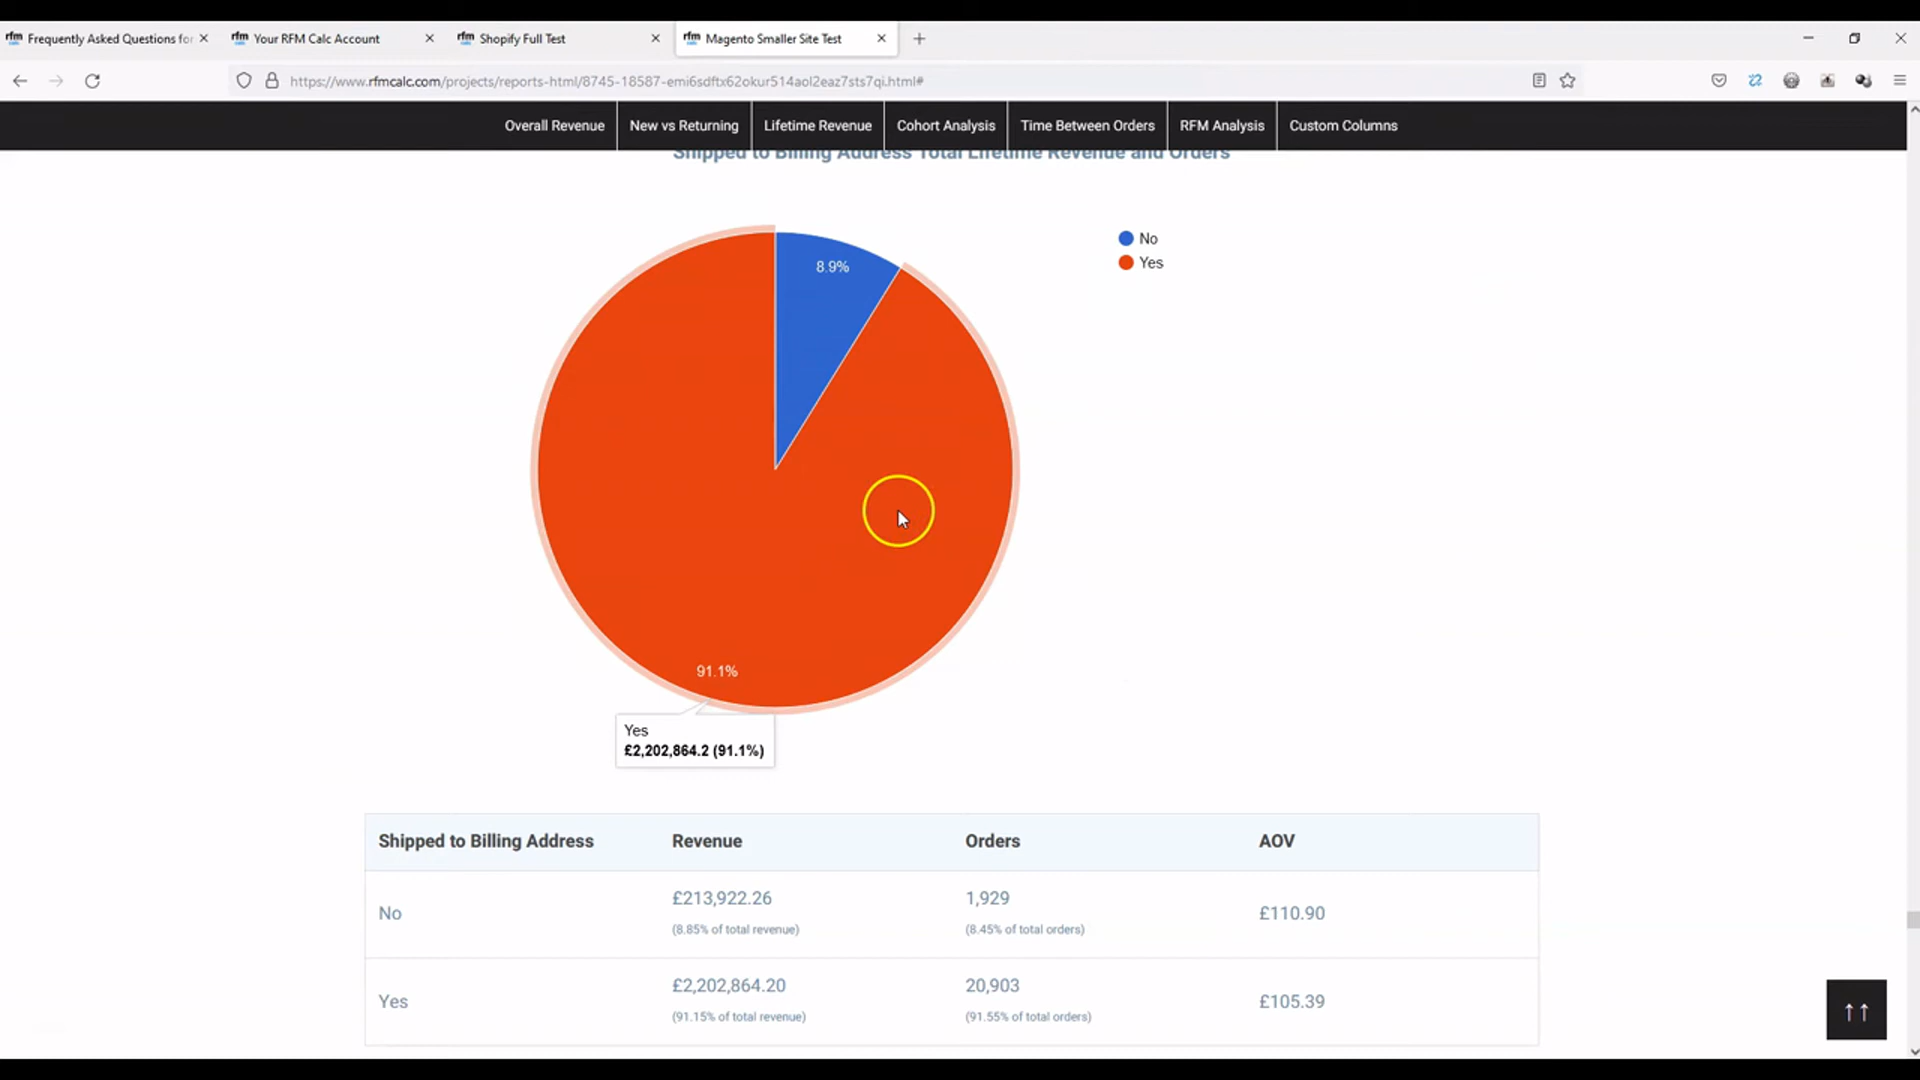 rfm Frequently Asked Questions for
rfm Your RFM Calc Account
rfm Shopify Full Test
rfm Magento Smaller Site Test
https://www.rfmcalc.com/projects/reports-html/8745-18587-emi6sdftx62okur514aol2eaz7sts7qi.html#
Overall Revenue New vs Returning Lifetime Revenue Cohort Analysis Time Between Orders RFM Analysis Custom Columns
Shipped to Billing Address Total Lifetime Revenue and Orders
No
Yes
8.9%
91.1%
Yes
£2,202,864.2 (91.1%)
Shipped to Billing Address Revenue Orders AOV
No £213,922.26 1,929 £110.90
(8.85% of total revenue) (8.45% of total orders)
Yes £2,202,864.20 20,903 £105.39
(91.15% of total revenue) (91.55% of total orders)